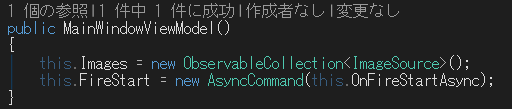 1 個の参照|1 件中 1 件に成功|作成者なし|変更なし
public MainWindowViewModel()
{
    this.Images = new ObservableCollection<ImageSource>();
    this.FireStart = new AsyncCommand(this.OnFireStartAsync);
}